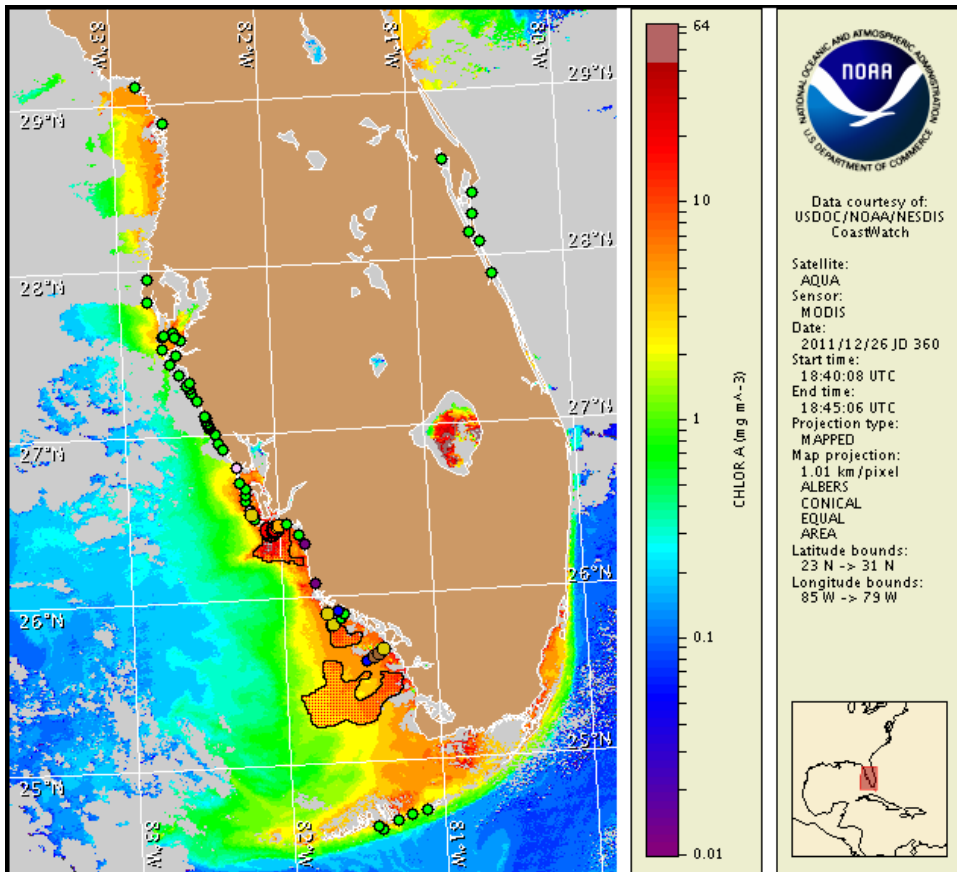 83°W
82°W
81°W
80°W
29°N
29°N
28°N
28°N
27°N
27°N
26°N
26°N
25°N
25°N
83°W
82°W
81°W
64
10
1
0.1
0.01
CHLOR A (mg m^-3)
NATIONAL OCEANIC AND ATMOSPHERIC ADMINISTRATION
NOAA
U.S. DEPARTMENT OF COMMERCE
Data courtesy of:
USDOC/NOAA/NESDIS
CoastWatch
Satellite:
AQUA
Sensor:
MODIS
Date:
2011/12/26 JD 360
Start time:
18:40:08 UTC
End time:
18:45:06 UTC
Projection type:
MAPPED
Map projection:
1.01 km/pixel
ALBERS
CONICAL
EQUAL
AREA
Latitude bounds:
23 N -> 31 N
Longitude bounds:
85 W -> 79 W